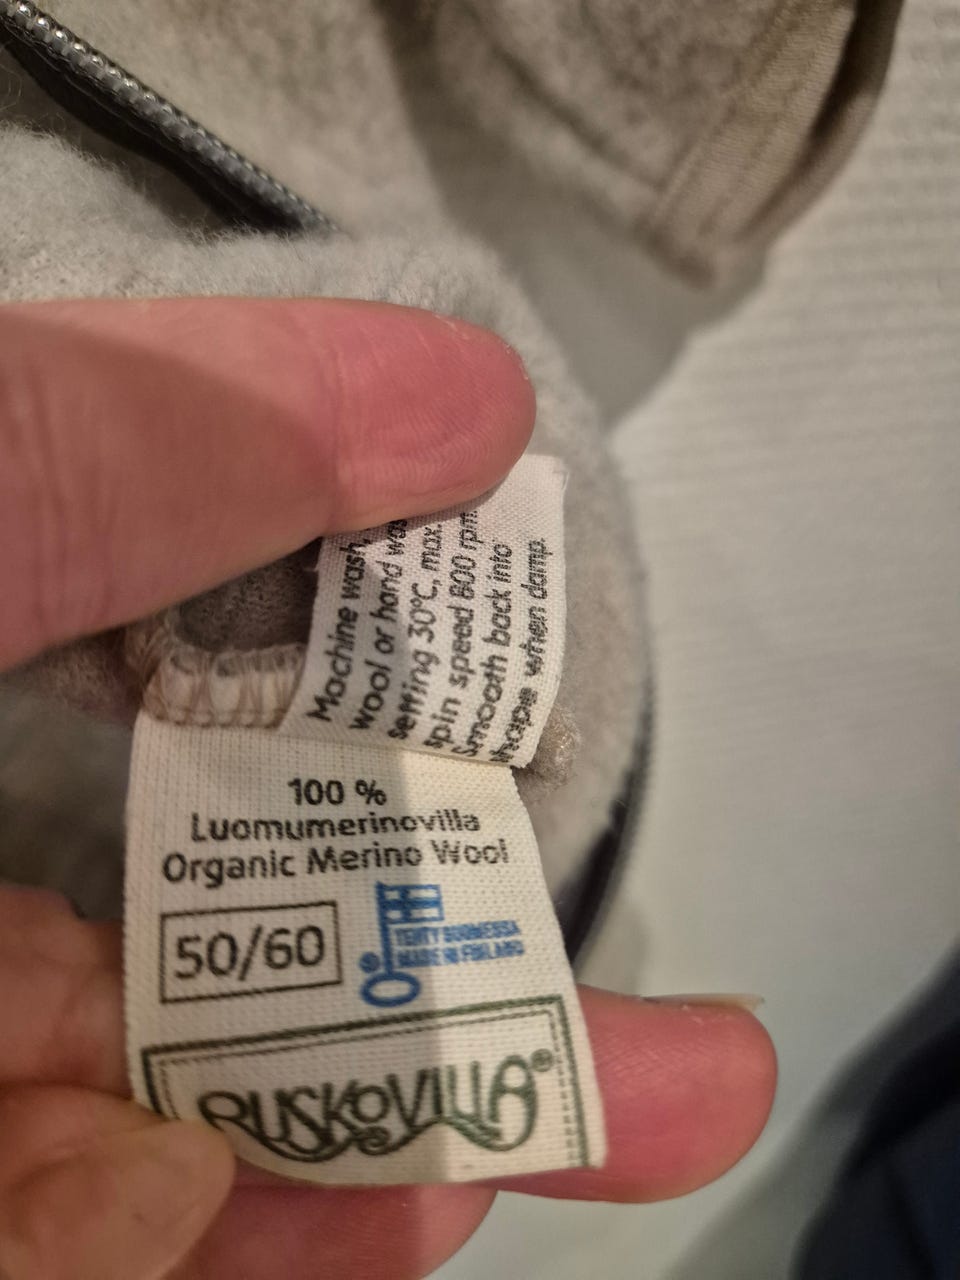 Machine wash,
wool or hand
setting 30°C, max.
spin speed 800 rpm.
Smooth back into
shape when damp.
100 %
Luomumerinovilla
Organic Merino Wool
50/60
TEHTY SUOMESSA
MADE IN FINLAND
RUSKOVILLA®